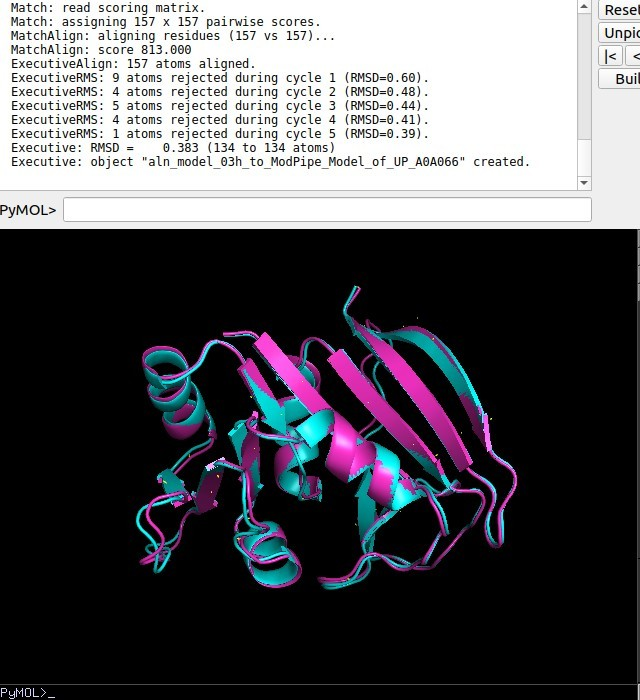 Match: read scoring matrix.
Match: assigning 157 x 157 pairwise scores.
MatchAlign: aligning residues (157 vs 157)...
MatchAlign: score 813.000
ExecutiveAlign: 157 atoms aligned.
ExecutiveRMS: 9 atoms rejected during cycle 1 (RMSD=0.60).
ExecutiveRMS: 4 atoms rejected during cycle 2 (RMSD=0.48).
ExecutiveRMS: 5 atoms rejected during cycle 3 (RMSD=0.44).
ExecutiveRMS: 4 atoms rejected during cycle 4 (RMSD=0.41).
ExecutiveRMS: 1 atoms rejected during cycle 5 (RMSD=0.39).
Executive: RMSD =    0.383 (134 to 134 atoms)
Executive: object "aln_model_03h_to_ModPipe_Model_of_UP_A0A066" created.
Reset
Unpic
|< <
Buil
PyMOL>
PyMOL>_